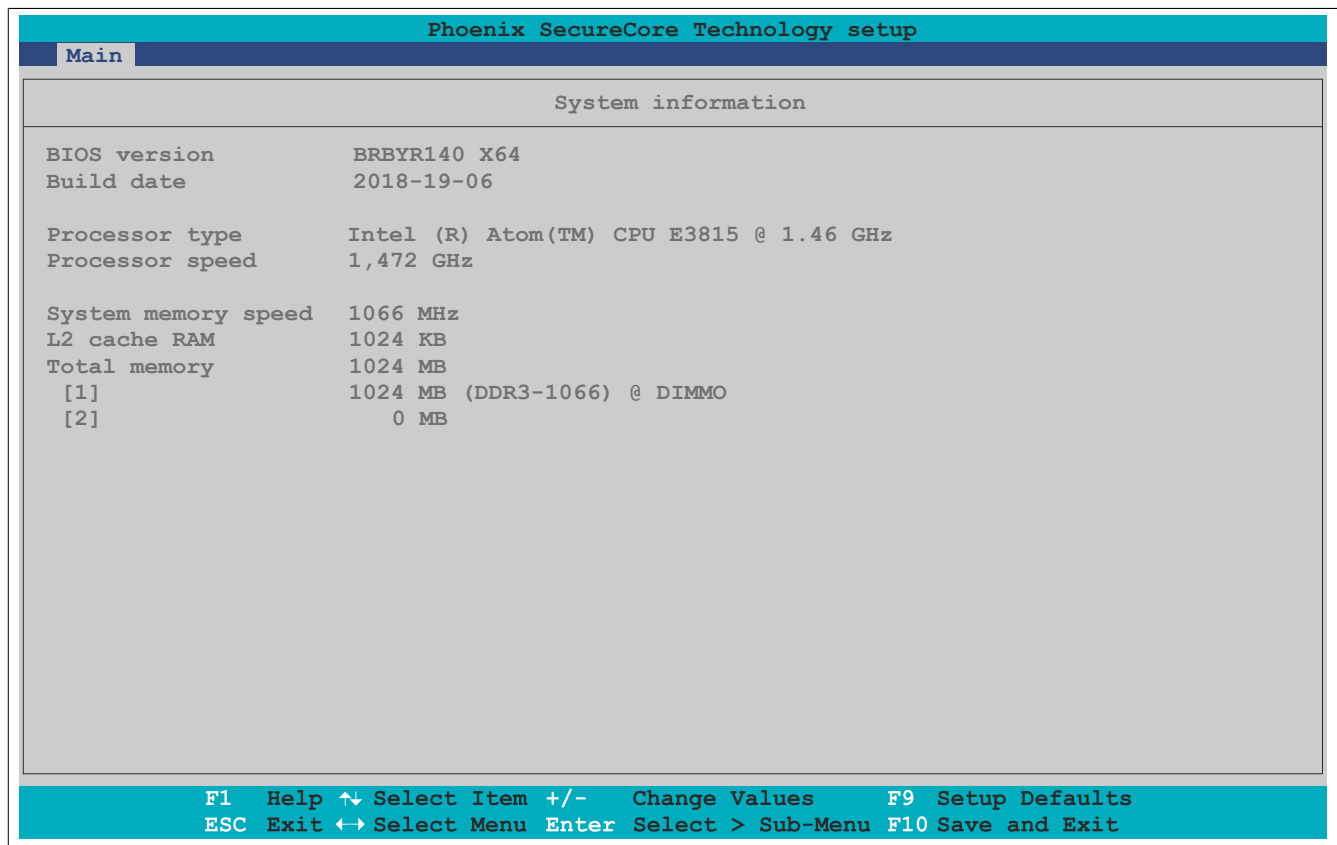 Phoenix SecureCore Technology setup
Main
System information
BIOS version BRBYR140 X64
Build date 2018-19-06
Processor type Intel (R) Atom(TM) CPU E3815 @ 1.46 GHz
Processor speed 1,472 GHz
System memory speed 1066 MHz
L2 cache RAM 1024 KB
Total memory 1024 MB
[1] 1024 MB (DDR3-1066) @ DIMMO
[2] 0 MB
F1 Help ↑↓ Select Item +/- Change Values F9 Setup Defaults
ESC Exit ←→ Select Menu Enter Select > Sub-Menu F10 Save and Exit